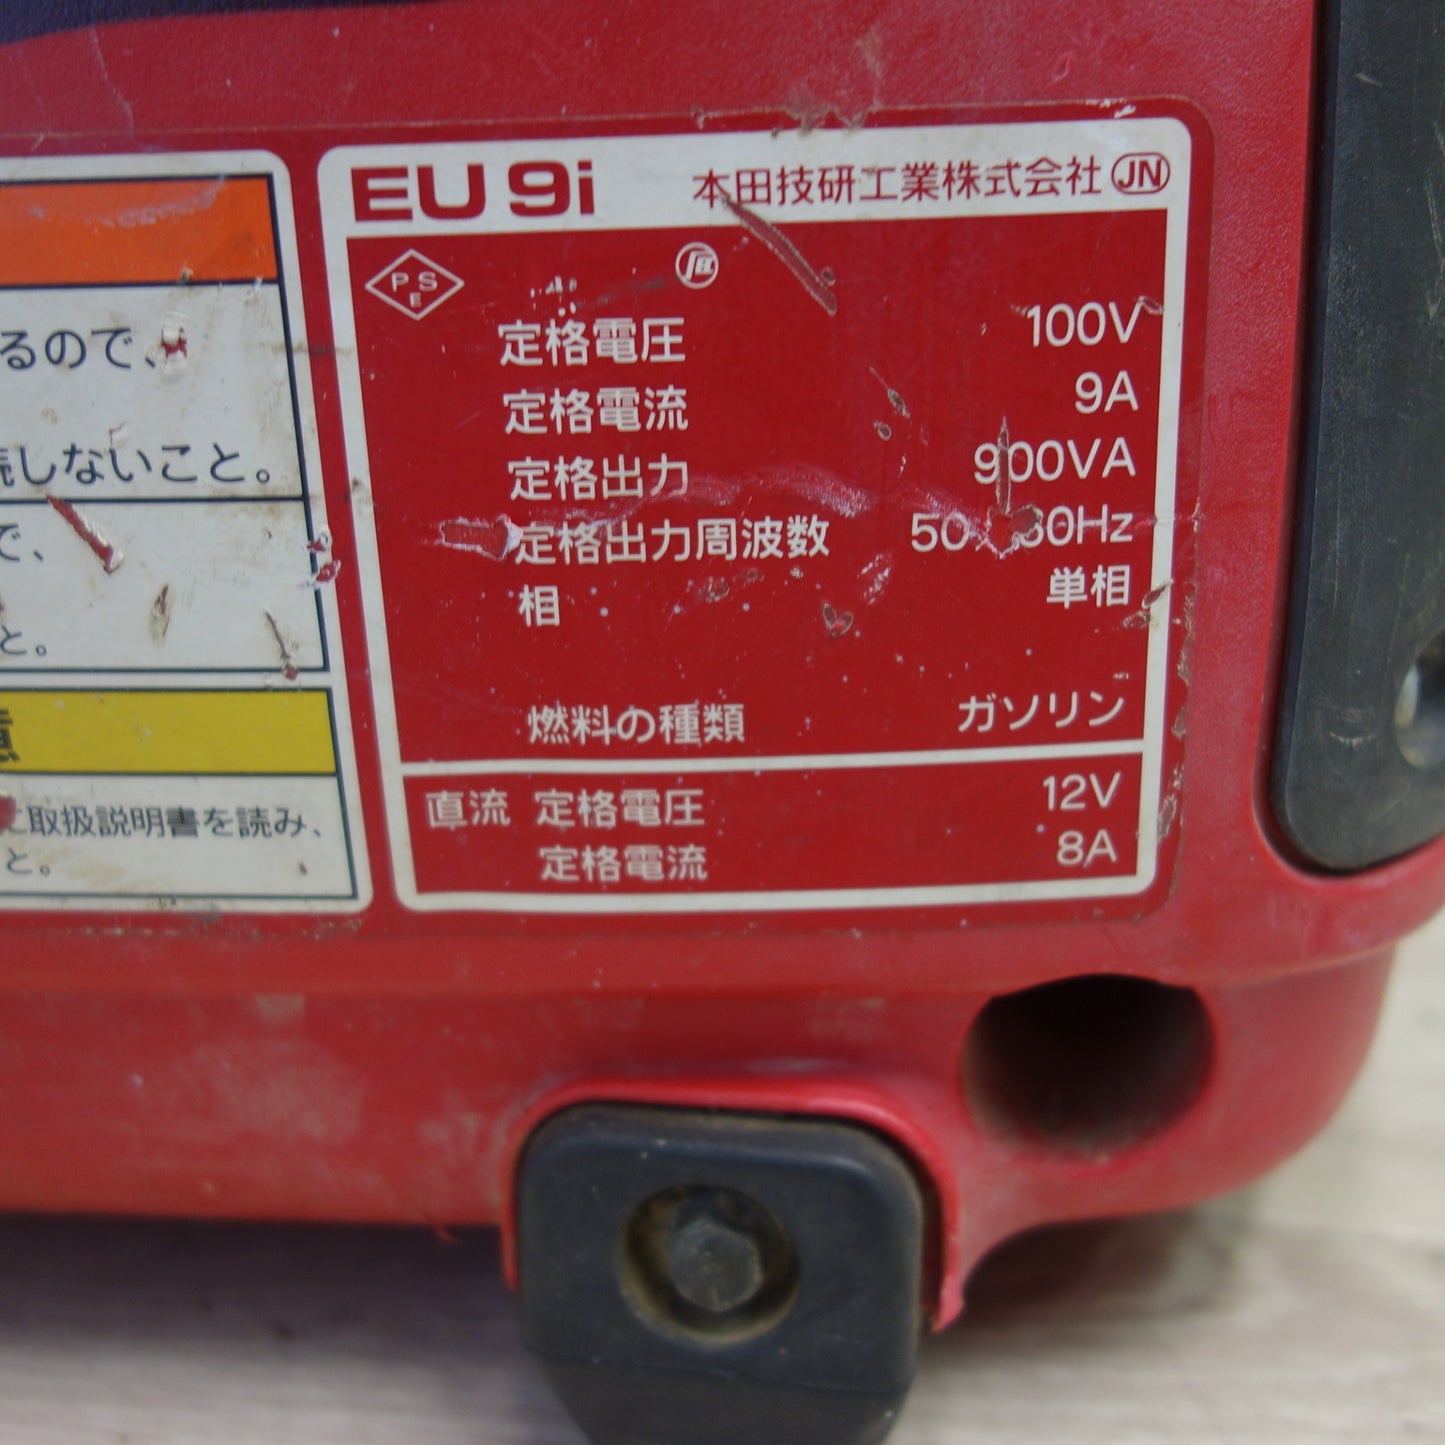 EU 9i 本田技研工業株式会社 JN
PSE
定格電圧 100V
定格電流 9A
定格出力 900VA
定格出力周波数 50 60Hz
相 単相
燃料の種類 ガソリン
直流 定格電圧 12V
定格電流 8A
るので、
しないこと。
で、
と。
取扱説明書を読み、
と。